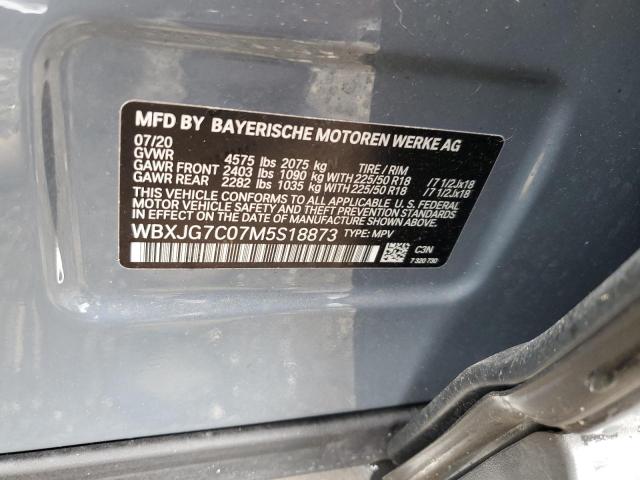 MFD BY BAYERISCHE MOTOREN WERKE AG
07/20
GVWR 4575 lbs 2075 kg TIRE / RIM
GAWR FRONT 2403 lbs 1090 kg WITH 225/50 R18 /7 1/2Jx18
GAWR REAR 2282 lbs 1035 kg WITH 225/50 R18 /7 1/2Jx18
THIS VEHICLE CONFORMS TO ALL APPLICABLE U.S. FEDERAL
MOTOR VEHICLE SAFETY AND THEFT PREVENTION STANDARDS
IN EFFECT ON THE DATE OF MANUFACTURE SHOWN ABOVE.
WBXJG7C07M5S18873 TYPE: MPV
C3N
7 320 730